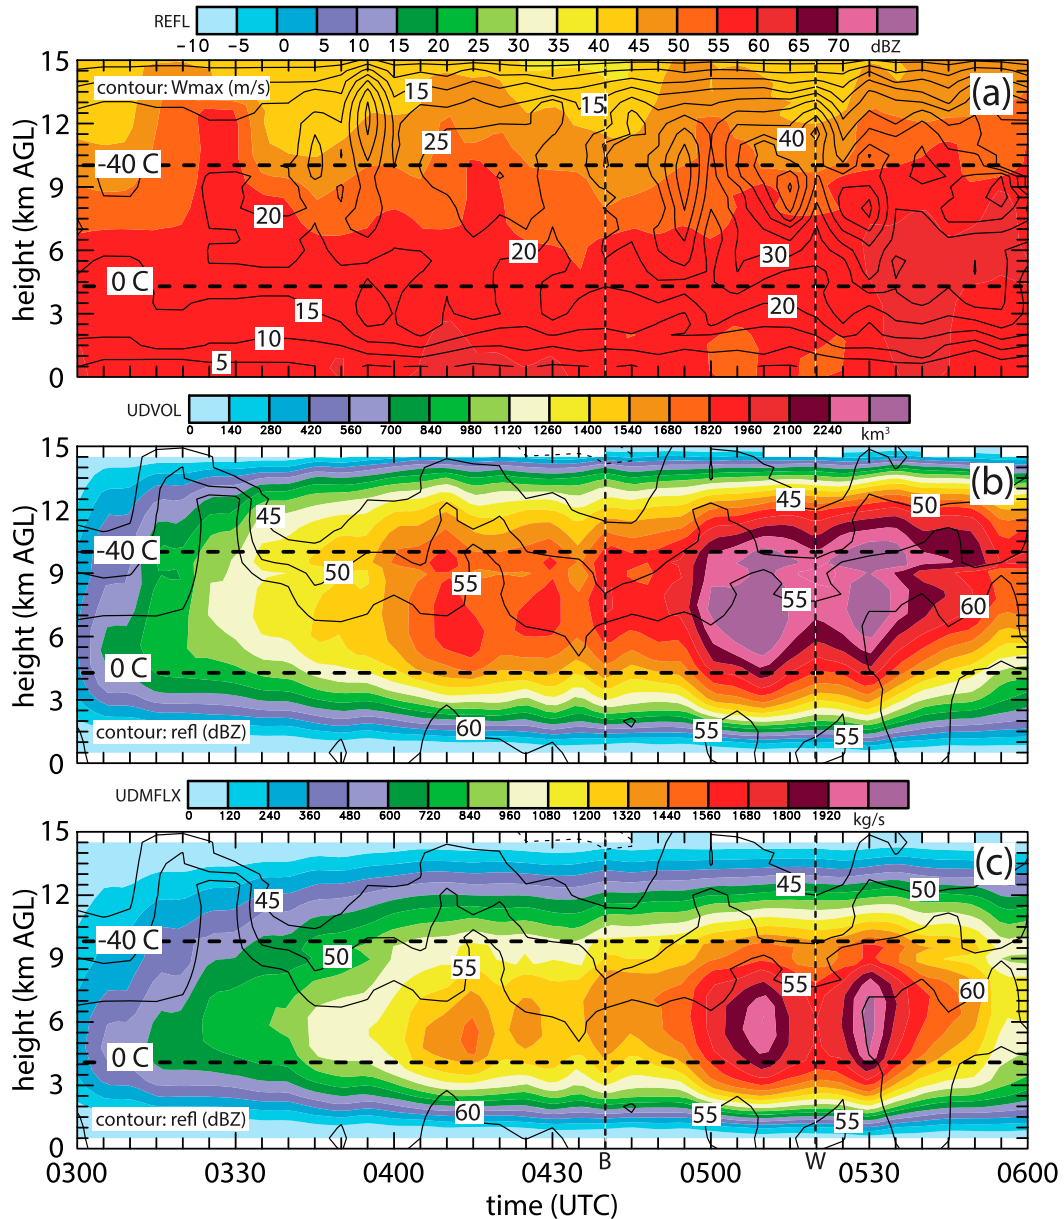 REFL
−10 −5 0 5 10 15 20 25 30 35 40 45 50 55 60 65 70 dBZ
15 contour: Wmax (m/s) 15 15 (a)
12 25 40
-40 C
9 20
6 20 30
0 C
3 15 20
10
0 5
height (km AGL)
UDVOL
0 140 280 420 560 700 840 980 1120 1260 1400 1540 1680 1820 1960 2100 2240 km³
15 (b)
12 45 45 50
-40 C
9 50 55 55 60
6
0 C
3
contour: refl (dBZ) 60 55 55
0
height (km AGL)
UDMFLX
0 120 240 360 480 600 720 840 960 1080 1200 1320 1440 1560 1680 1800 1920 kg/s
15 (c)
12 45 45 50
-40 C
9 50 55 55 60
6
0 C
3
contour: refl (dBZ) 60 55 55
0
height (km AGL)
0300 0330 0400 0430 B 0500 W 0530 0600
time (UTC)